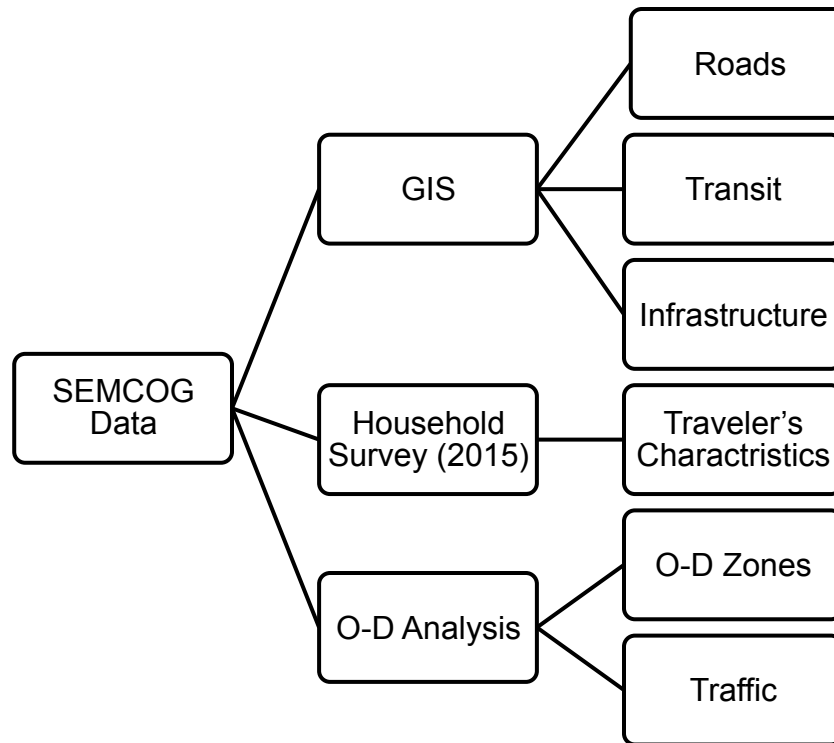 Roads
GIS
Transit
Infrastructure
SEMCOG
Data
Household
Survey (2015)
Traveler's
Charactristics
O-D Analysis
O-D Zones
Traffic